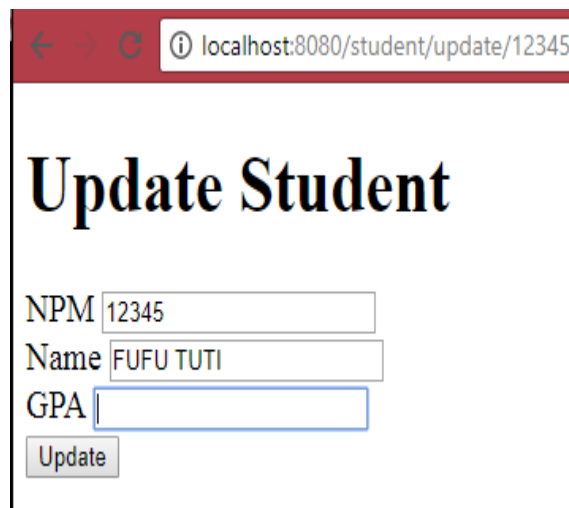 localhost:8080/student/update/12345
Update Student
NPM 12345
Name FUFU TUTI
GPA
Update